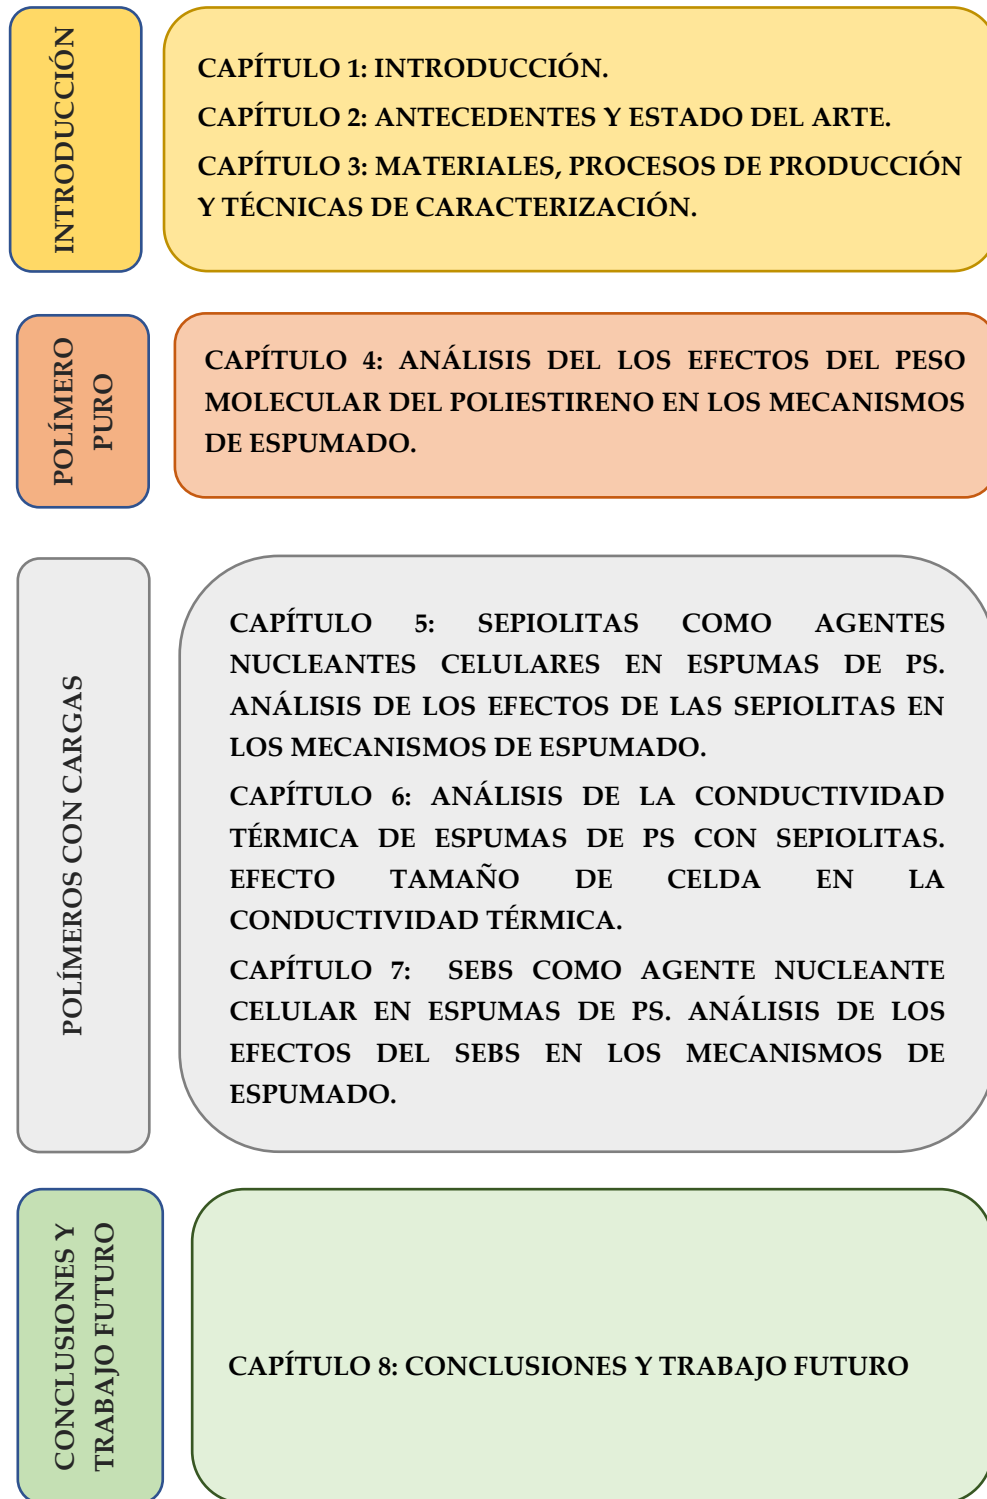 INTRODUCCIÓN
CAPÍTULO 1: INTRODUCCIÓN.
CAPÍTULO 2: ANTECEDENTES Y ESTADO DEL ARTE.
CAPÍTULO 3: MATERIALES, PROCESOS DE PRODUCCIÓN
Y TÉCNICAS DE CARACTERIZACIÓN.
POLÍMERO
PURO
CAPÍTULO 4: ANÁLISIS DEL LOS EFECTOS DEL PESO
MOLECULAR DEL POLIESTIRENO EN LOS MECANISMOS
DE ESPUMADO.
POLÍMEROS CON CARGAS
CAPÍTULO 5: SEPIOLITAS COMO AGENTES
NUCLEANTES CELULARES EN ESPUMAS DE PS.
ANÁLISIS DE LOS EFECTOS DE LAS SEPIOLITAS EN
LOS MECANISMOS DE ESPUMADO.
CAPÍTULO 6: ANÁLISIS DE LA CONDUCTIVIDAD
TÉRMICA DE ESPUMAS DE PS CON SEPIOLITAS.
EFECTO TAMAÑO DE CELDA EN LA
CONDUCTIVIDAD TÉRMICA.
CAPÍTULO 7: SEBS COMO AGENTE NUCLEANTE
CELULAR EN ESPUMAS DE PS. ANÁLISIS DE LOS
EFECTOS DEL SEBS EN LOS MECANISMOS DE
ESPUMADO.
CONCLUSIONES Y
TRABAJO FUTURO
CAPÍTULO 8: CONCLUSIONES Y TRABAJO FUTURO